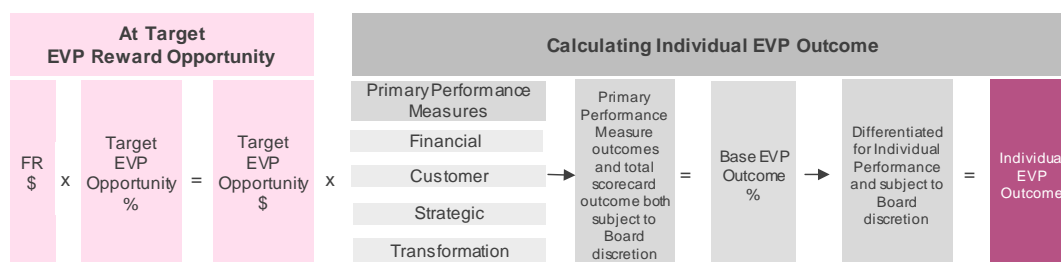 At Target
EVP Reward Opportunity
Calculating Individual EVP Outcome
FR
$
x
Target
EVP
Opportunity
%
=
Target
EVP
Opportunity
$
x
Primary Performance
Measures
Financial
Customer
Strategic
Transformation
Primary
Performance
Measure
outcomes
and total
scorecard
outcome both
subject to
Board
discretion
=
Base EVP
Outcome
%
Differentiated
for Individual
Performance
and subject to
Board
discretion
=
Individual
EVP
Outcome